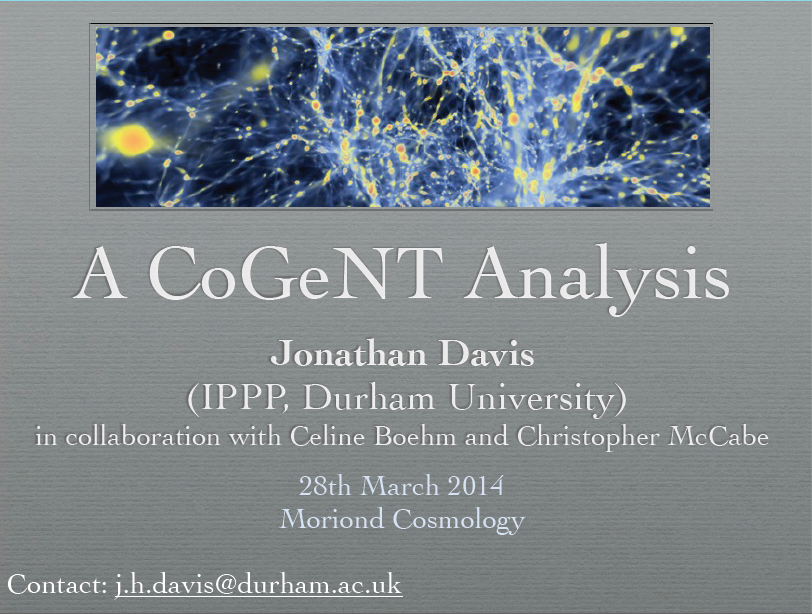 A CoGeNT Analysis
Jonathan Davis
(IPPP, Durham University)
in collaboration with Celine Boehm and Christopher McCabe
28th March 2014
Moriond Cosmology
Contact: j.h.davis@durham.ac.uk